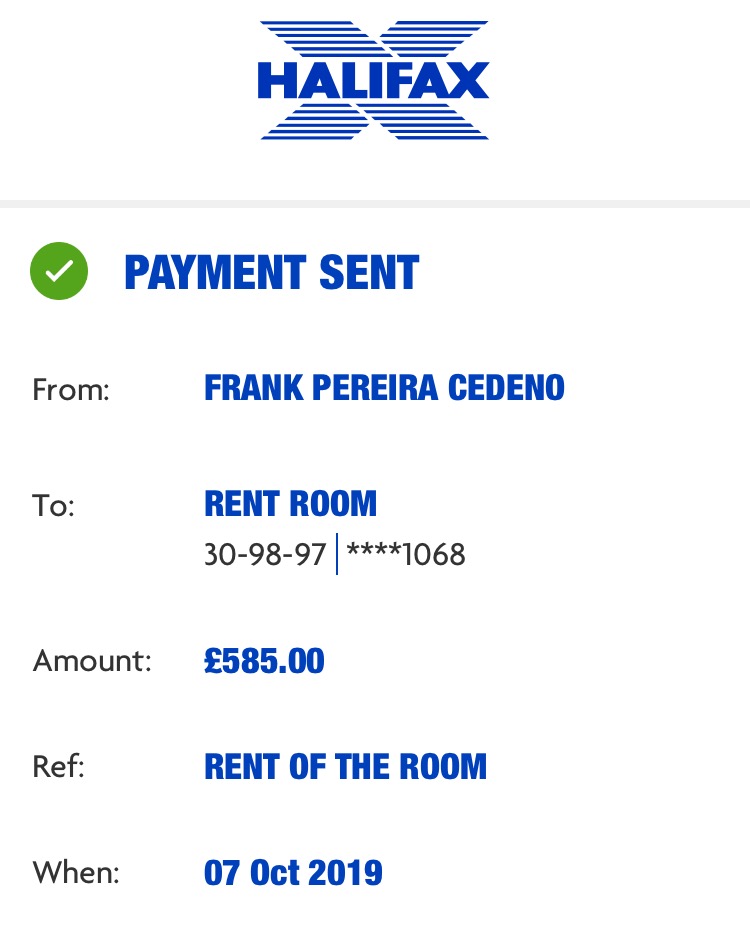 HALIFAX
PAYMENT SENT
From: FRANK PEREIRA CEDENO
To: RENT ROOM
30-98-97 | ****1068
Amount: £585.00
Ref: RENT OF THE ROOM
When: 07 Oct 2019